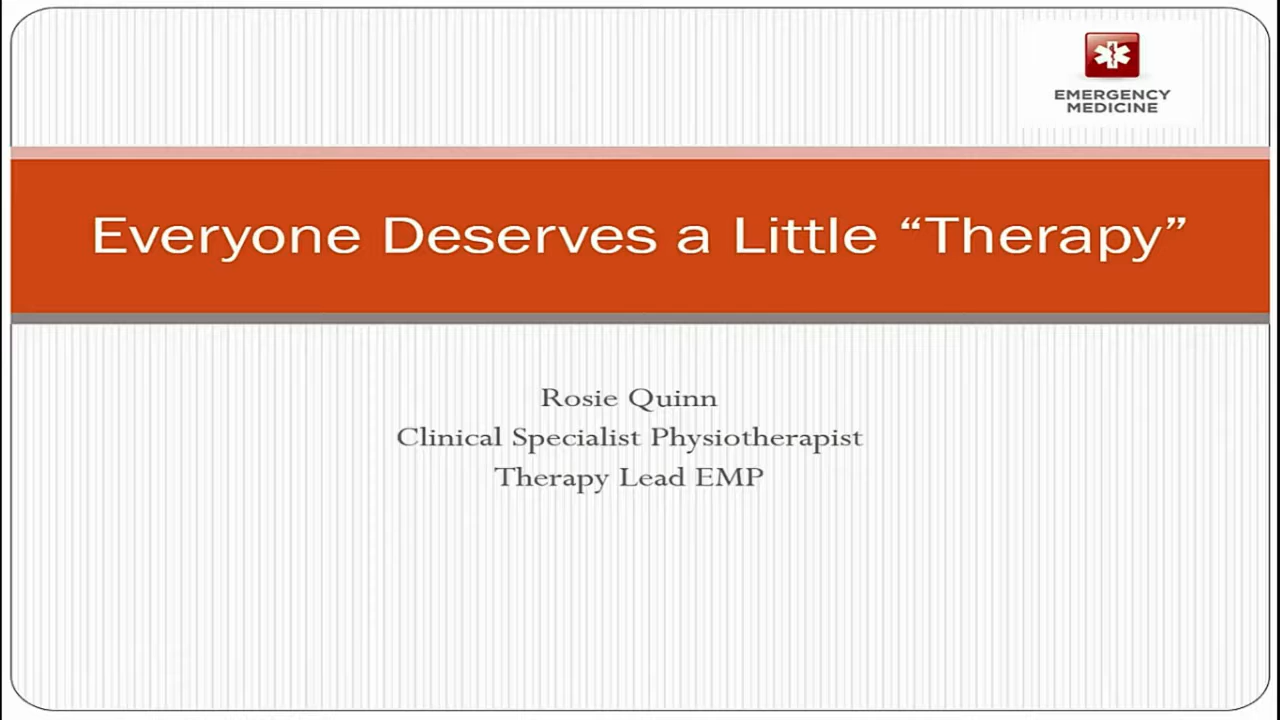 EMERGENCY
MEDICINE
Everyone Deserves a Little “Therapy”
Rosie Quinn
Clinical Specialist Physiotherapist
Therapy Lead EMP